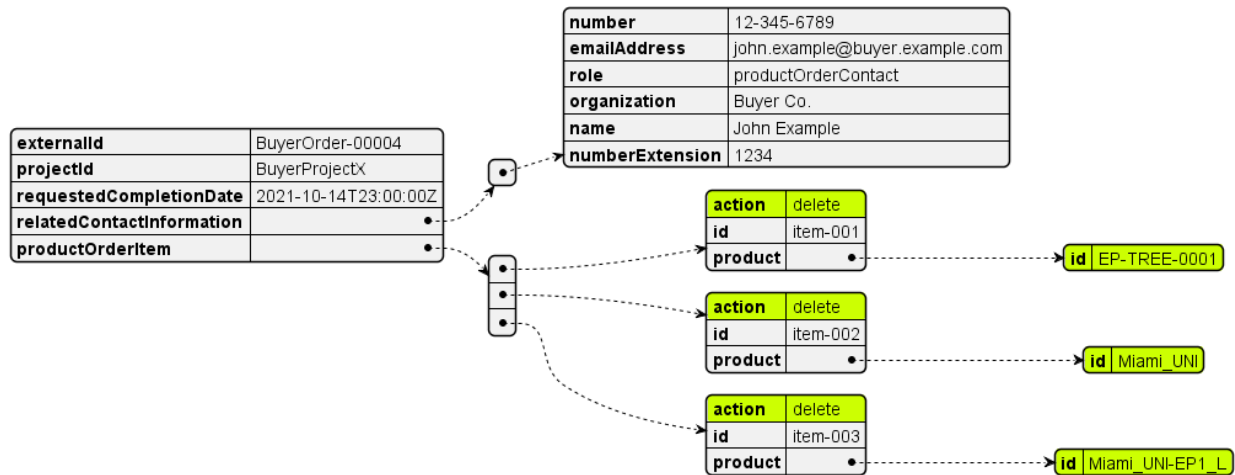 number 12-345-6789
emailAddress john.example@buyer.example.com
role productOrderContact
organization Buyer Co.
name John Example
numberExtension 1234
externalId BuyerOrder-00004
projectId BuyerProjectX
requestedCompletionDate 2021-10-14T23:00:00Z
relatedContactInformation
productOrderItem
action delete
id item-001
product
id EP-TREE-0001
action delete
id item-002
product
id Miami_UNI
action delete
id item-003
product
id Miami_UNI-EP1_L